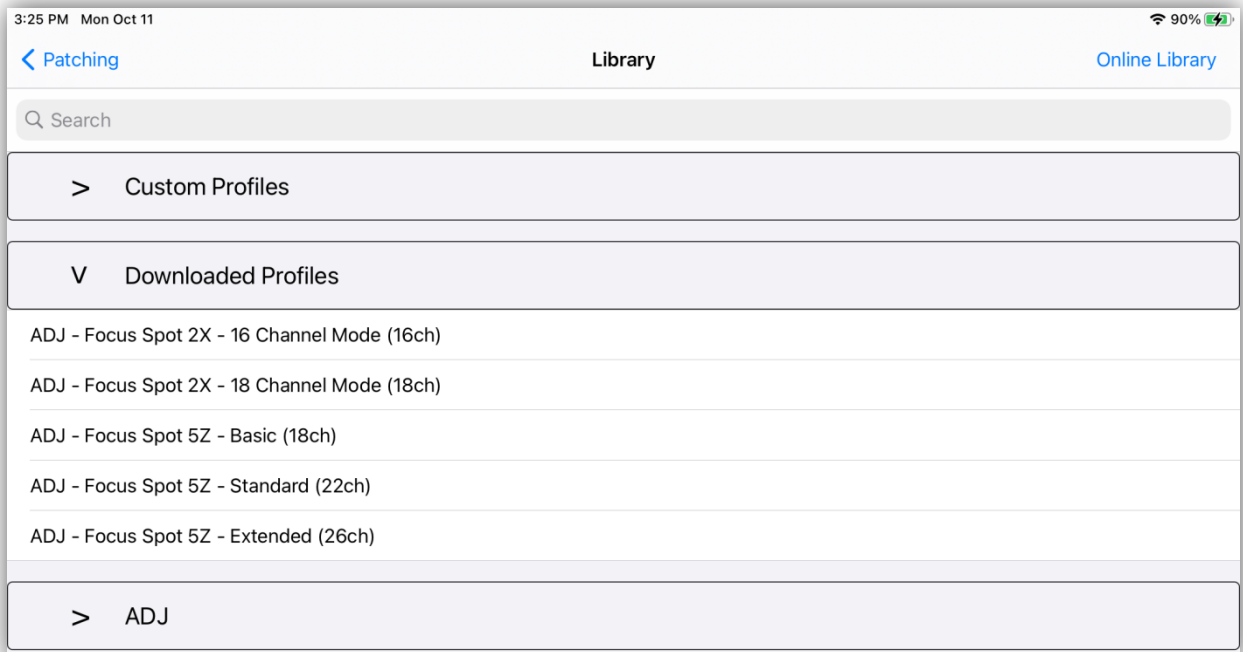 3:25 PM Mon Oct 11 90%
Patching Library Online Library
Search
> Custom Profiles
V Downloaded Profiles
ADJ - Focus Spot 2X - 16 Channel Mode (16ch)
ADJ - Focus Spot 2X - 18 Channel Mode (18ch)
ADJ - Focus Spot 5Z - Basic (18ch)
ADJ - Focus Spot 5Z - Standard (22ch)
ADJ - Focus Spot 5Z - Extended (26ch)
> ADJ